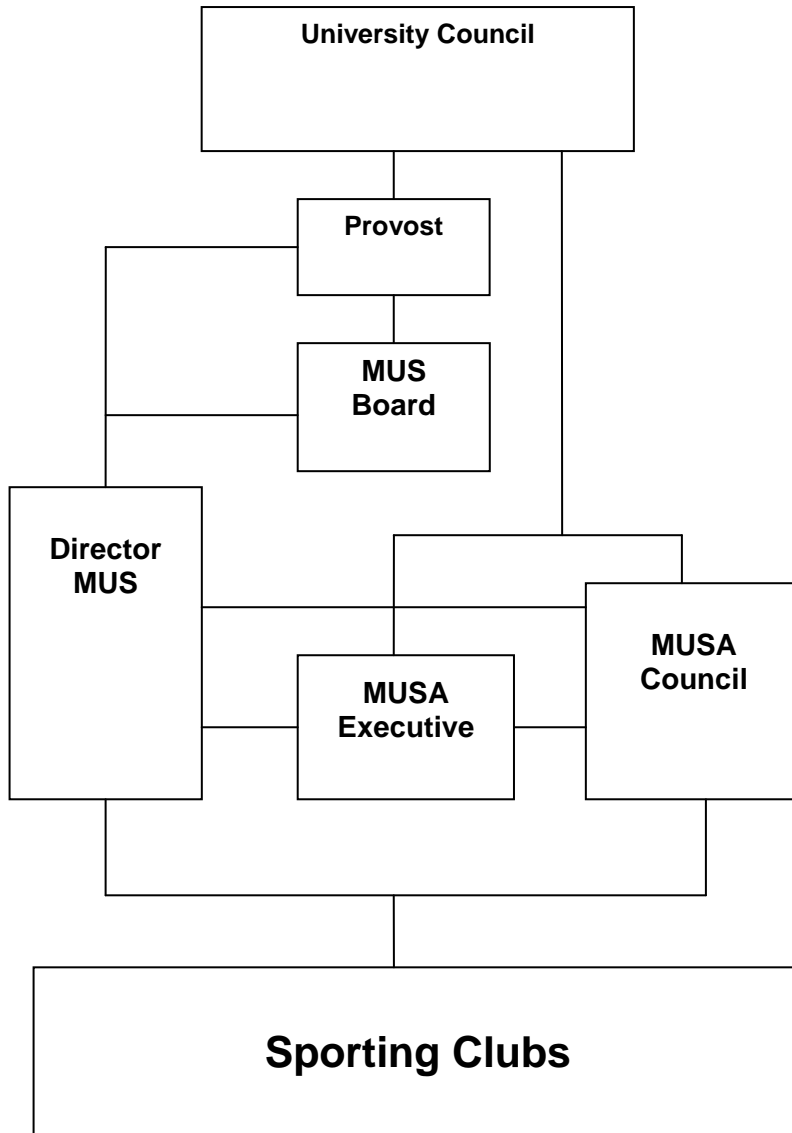 University Council
Provost
MUS
Board
Director
MUS
MUSA
Council
MUSA
Executive
Sporting Clubs